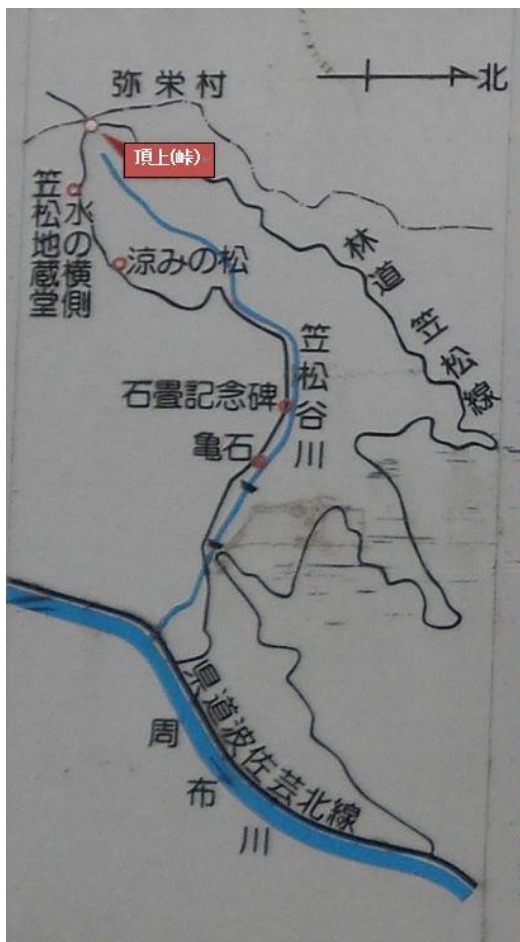 弥栄村
北
頂上(峠)
水の横側
笠松地蔵堂
涼みの松
林道笠松線
笠松谷川
石畳記念碑
亀石
県道波佐芸北線
周布川